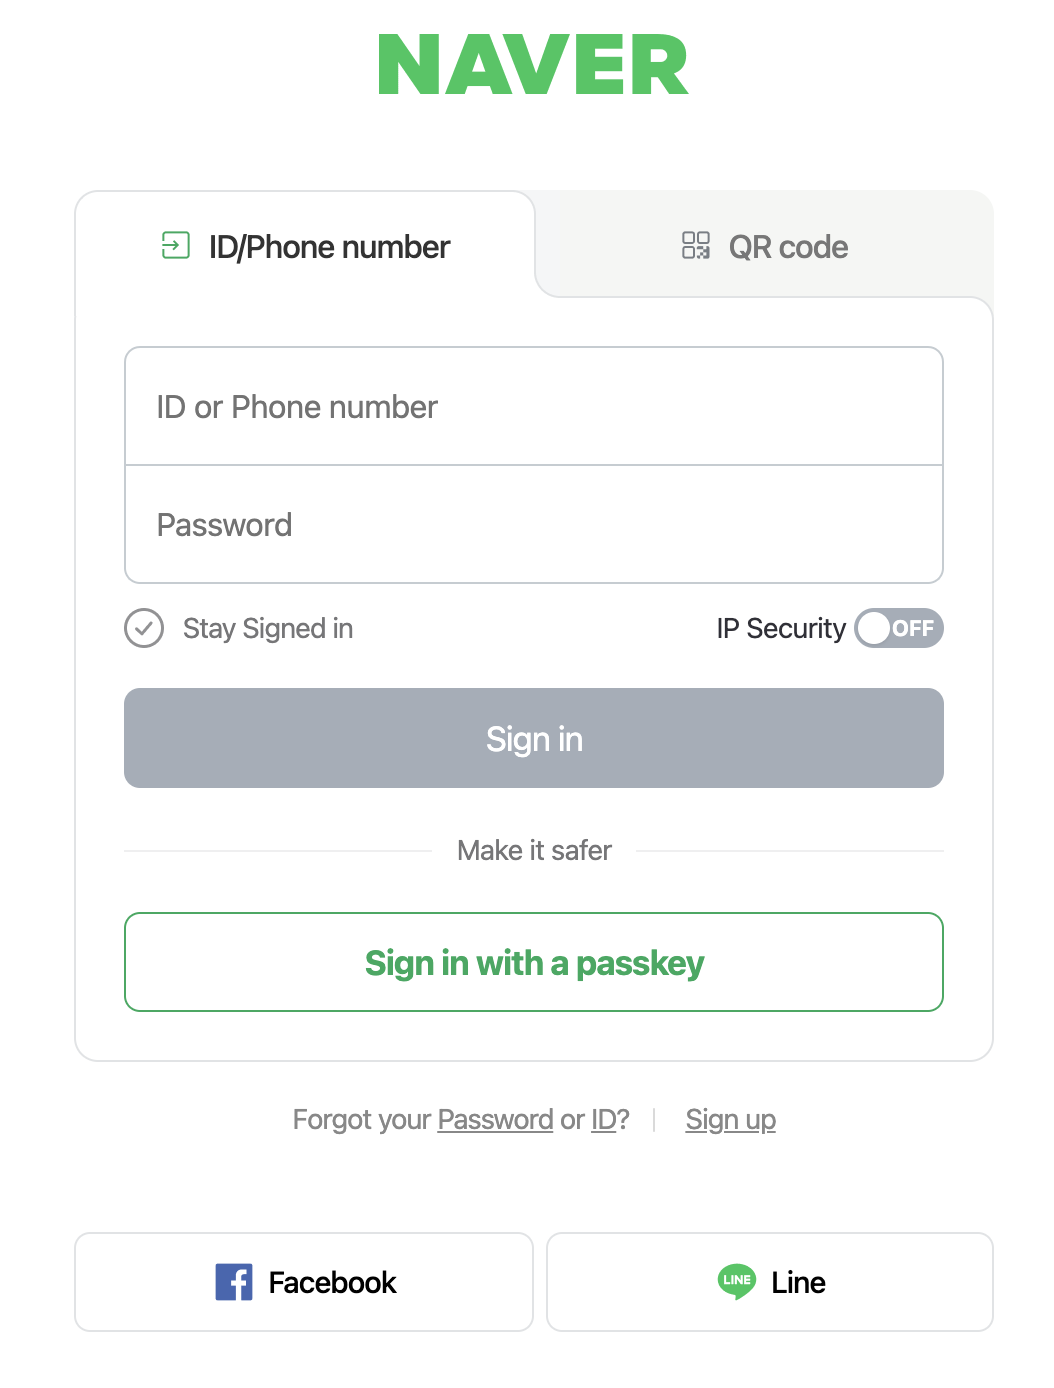 NAVER
ID/Phone number
QR code
ID or Phone number
Password
Stay Signed in
IP Security OFF
Sign in
Make it safer
Sign in with a passkey
Forgot your Password or ID? | Sign up
Facebook
LINE Line